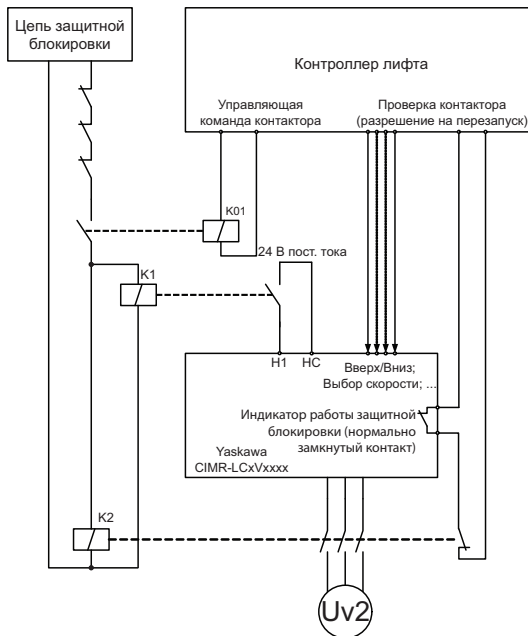 Цепь защитной
блокировки
Контроллер лифта
Управляющая
команда контактора
Проверка контактора
(разрешение на перезапуск)
K01
24 В пост. тока
K1
H1
HC
Вверх/Вниз;
Выбор скорости; ...
Индикатор работы защитной
блокировки (нормально
замкнутый контакт)
Yaskawa
CIMR-LCxVxxxx
K2
Uv2